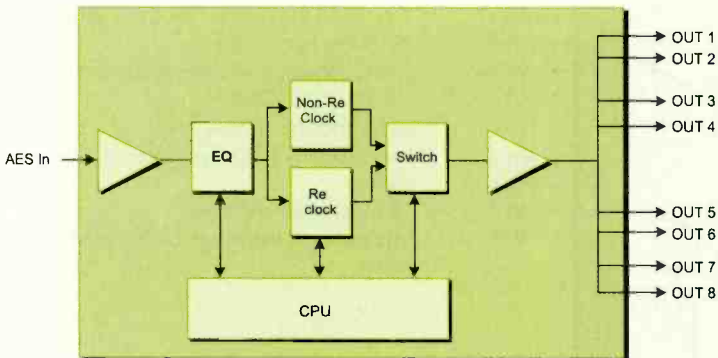 OUT 1
OUT 2
OUT 3
OUT 4
Non-Re
Clock
AES In
EQ
Switch
Re
clock
OUT 5
OUT 6
OUT 7
OUT 8
CPU